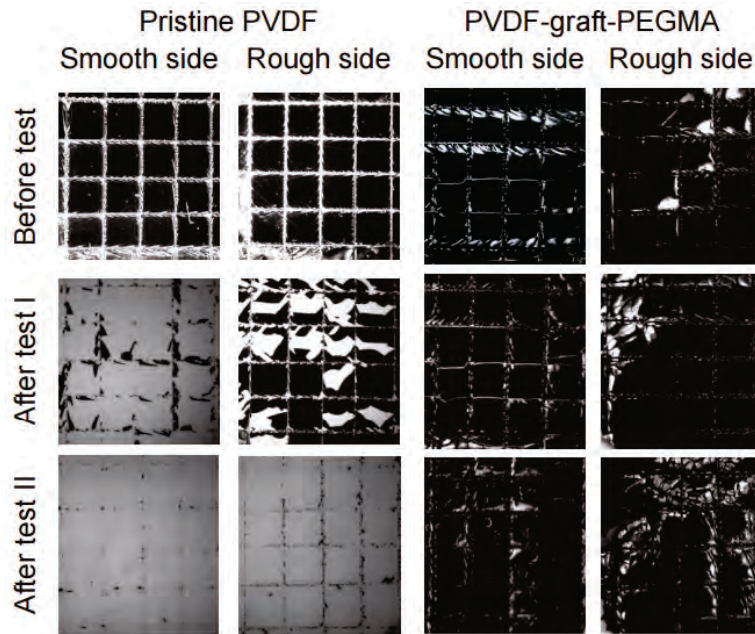 Pristine PVDF PVDF-graft-PEGMA
Smooth side Rough side Smooth side Rough side
Before test
After test I
After test II